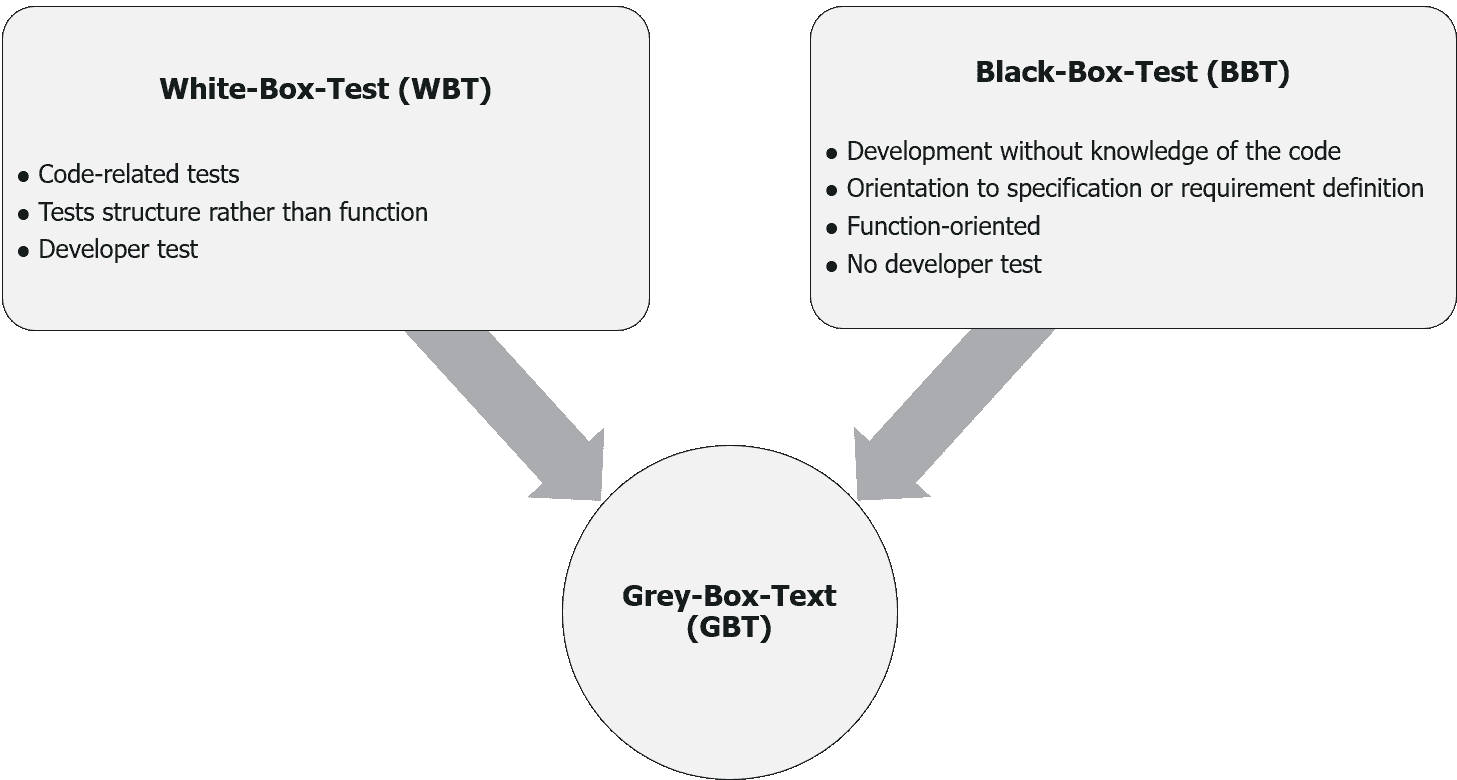 White-Box-Test (WBT)
● Code-related tests
● Tests structure rather than function
● Developer test
Black-Box-Test (BBT)
● Development without knowledge of the code
● Orientation to specification or requirement definition
● Function-oriented
● No developer test
Grey-Box-Text
(GBT)